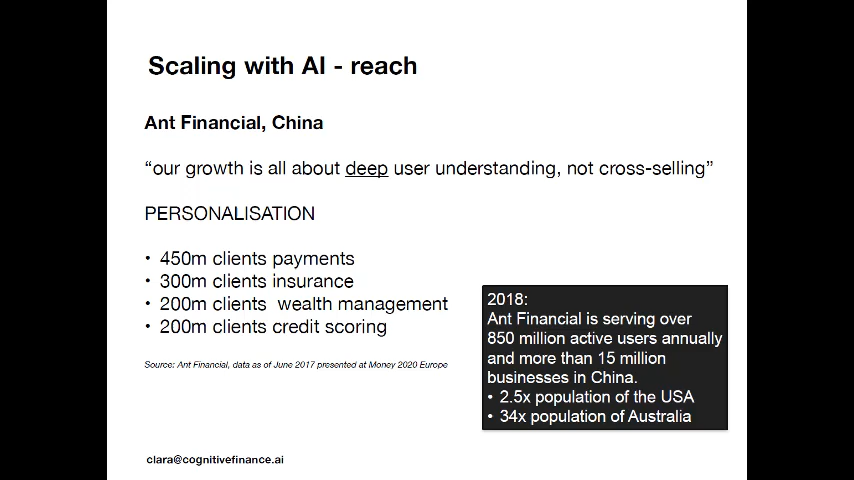 Scaling with AI - reach
Ant Financial, China
“our growth is all about deep user understanding, not cross-selling”
PERSONALISATION
• 450m clients payments
• 300m clients insurance
• 200m clients wealth management
• 200m clients credit scoring
Source: Ant Financial, data as of June 2017 presented at Money 2020 Europe
2018:
Ant Financial is serving over
850 million active users annually
and more than 15 million
businesses in China.
• 2.5x population of the USA
• 34x population of Australia
clara@cognitivefinance.ai